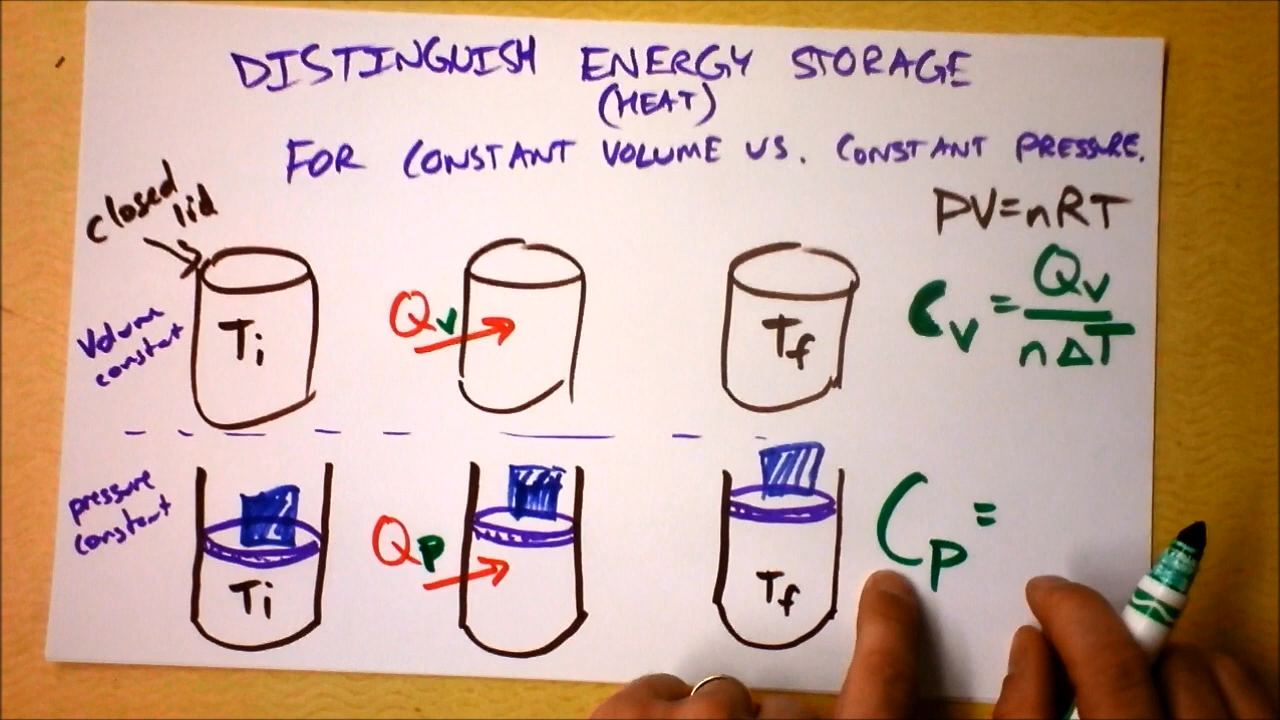 DISTINGUISH ENERGY STORAGE
(HEAT)
FOR CONSTANT VOLUME VS. CONSTANT PRESSURE.
closed lid
PV=nRT
Volume constant
Ti
Qv
Tf
Cv = Qv / nΔT
pressure constant
Ti
Qp
Tf
Cp =